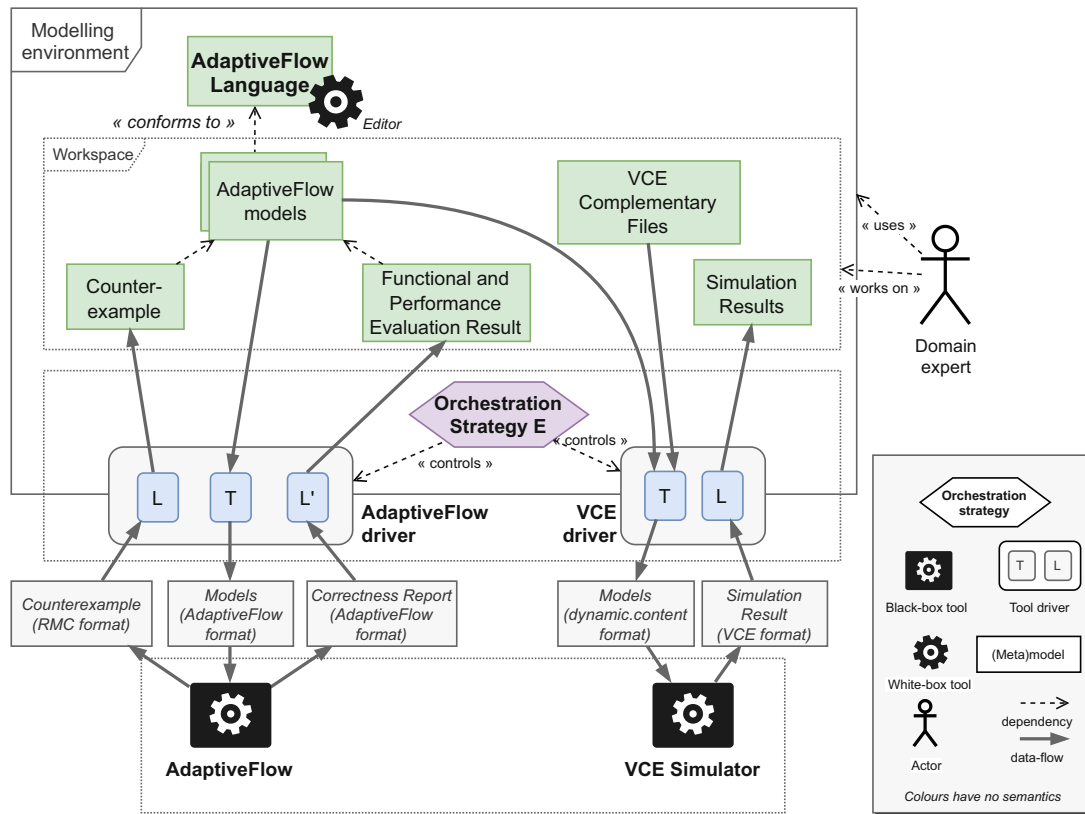 Modelling
environment
AdaptiveFlow
Language
Editor
« conforms to »
Workspace
AdaptiveFlow
models
VCE
Complementary
Files
Counter-
example
Functional and
Performance
Evaluation Result
Simulation
Results
« uses »
« works on »
Domain
expert
Orchestration
Strategy E
« controls »
« controls »
L
T
L'
AdaptiveFlow
driver
VCE
driver
T
L
Counterexample
(RMC format)
Models
(AdaptiveFlow
format)
Correctness Report
(AdaptiveFlow
format)
Models
(dynamic.content
format)
Simulation
Result
(VCE format)
AdaptiveFlow
VCE Simulator
Orchestration
strategy
T
L
Black-box tool
Tool driver
(Meta)model
White-box tool
dependency
data-flow
Actor
Colours have no semantics